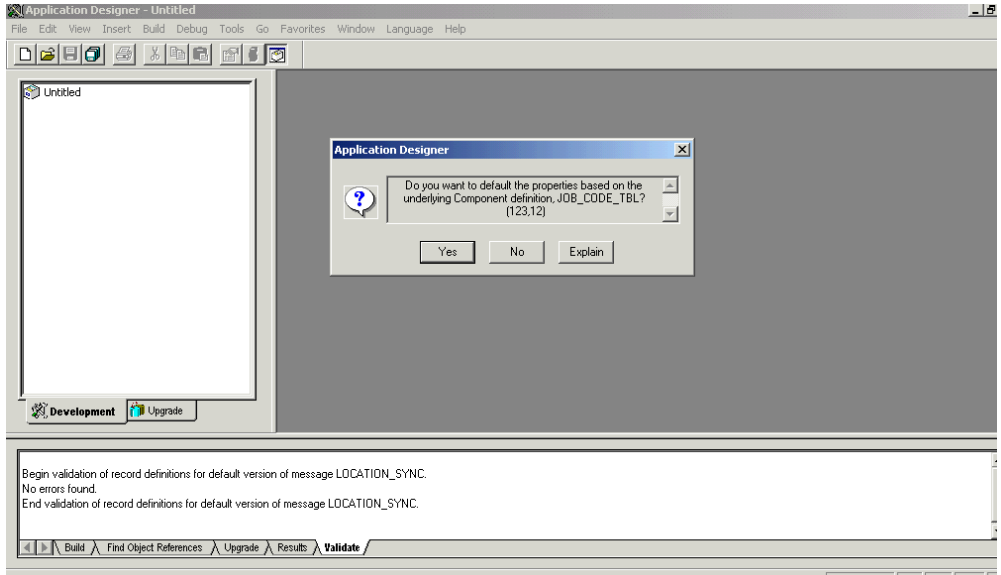 Application Designer - Untitled
File Edit View Insert Build Debug Tools Go Favorites Window Language Help
Untitled
Application Designer
Do you want to default the properties based on the
underlying Component definition, JOB_CODE_TBL?
(123,12)
Yes No Explain
Development Upgrade
Begin validation of record definitions for default version of message LOCATION_SYNC.
No errors found.
End validation of record definitions for default version of message LOCATION_SYNC.
Build Find Object References Upgrade Results Validate